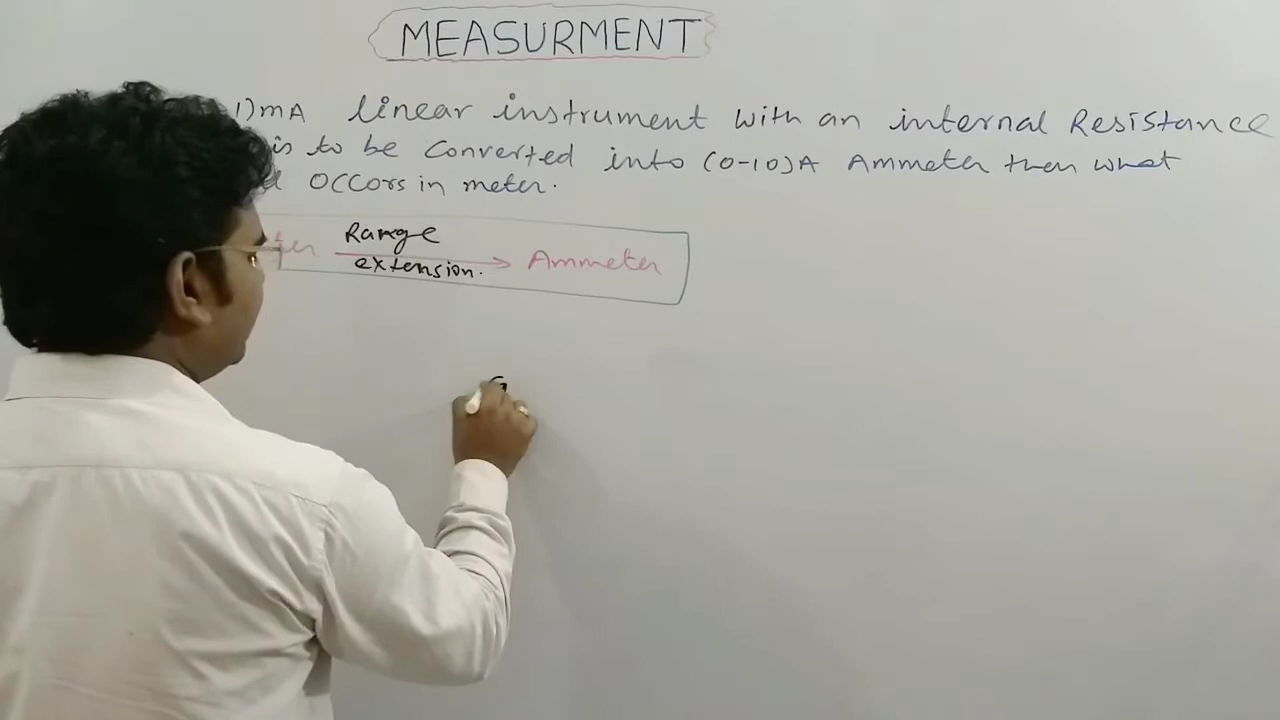 MEASURMENT
1)mA linear instrument with an internal Resistance
is to be converted into (0-10)A Ammeter then what
OCCors in meter.
Range
extension.
Ammeter